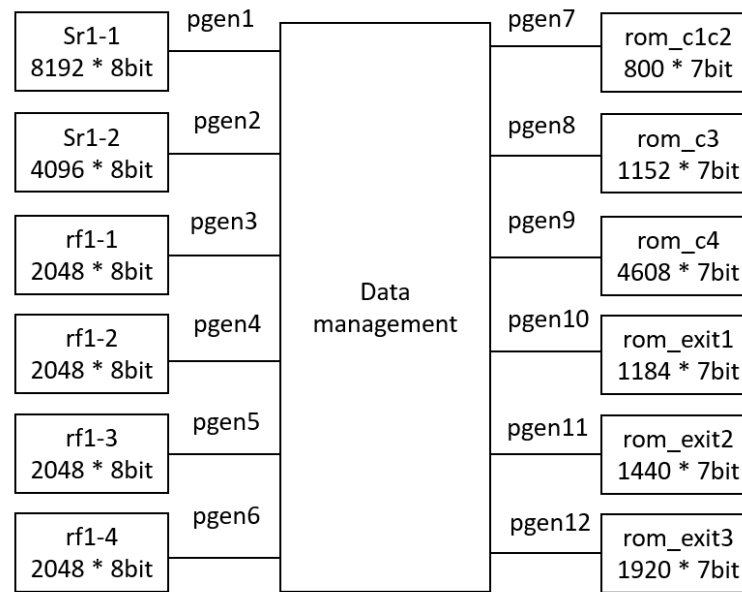 Sr1-1
8192 * 8bit
pgen1
Sr1-2
4096 * 8bit
pgen2
rf1-1
2048 * 8bit
pgen3
rf1-2
2048 * 8bit
pgen4
rf1-3
2048 * 8bit
pgen5
rf1-4
2048 * 8bit
pgen6
Data
management
pgen7
rom_c1c2
800 * 7bit
pgen8
rom_c3
1152 * 7bit
pgen9
rom_c4
4608 * 7bit
pgen10
rom_exit1
1184 * 7bit
pgen11
rom_exit2
1440 * 7bit
pgen12
rom_exit3
1920 * 7bit